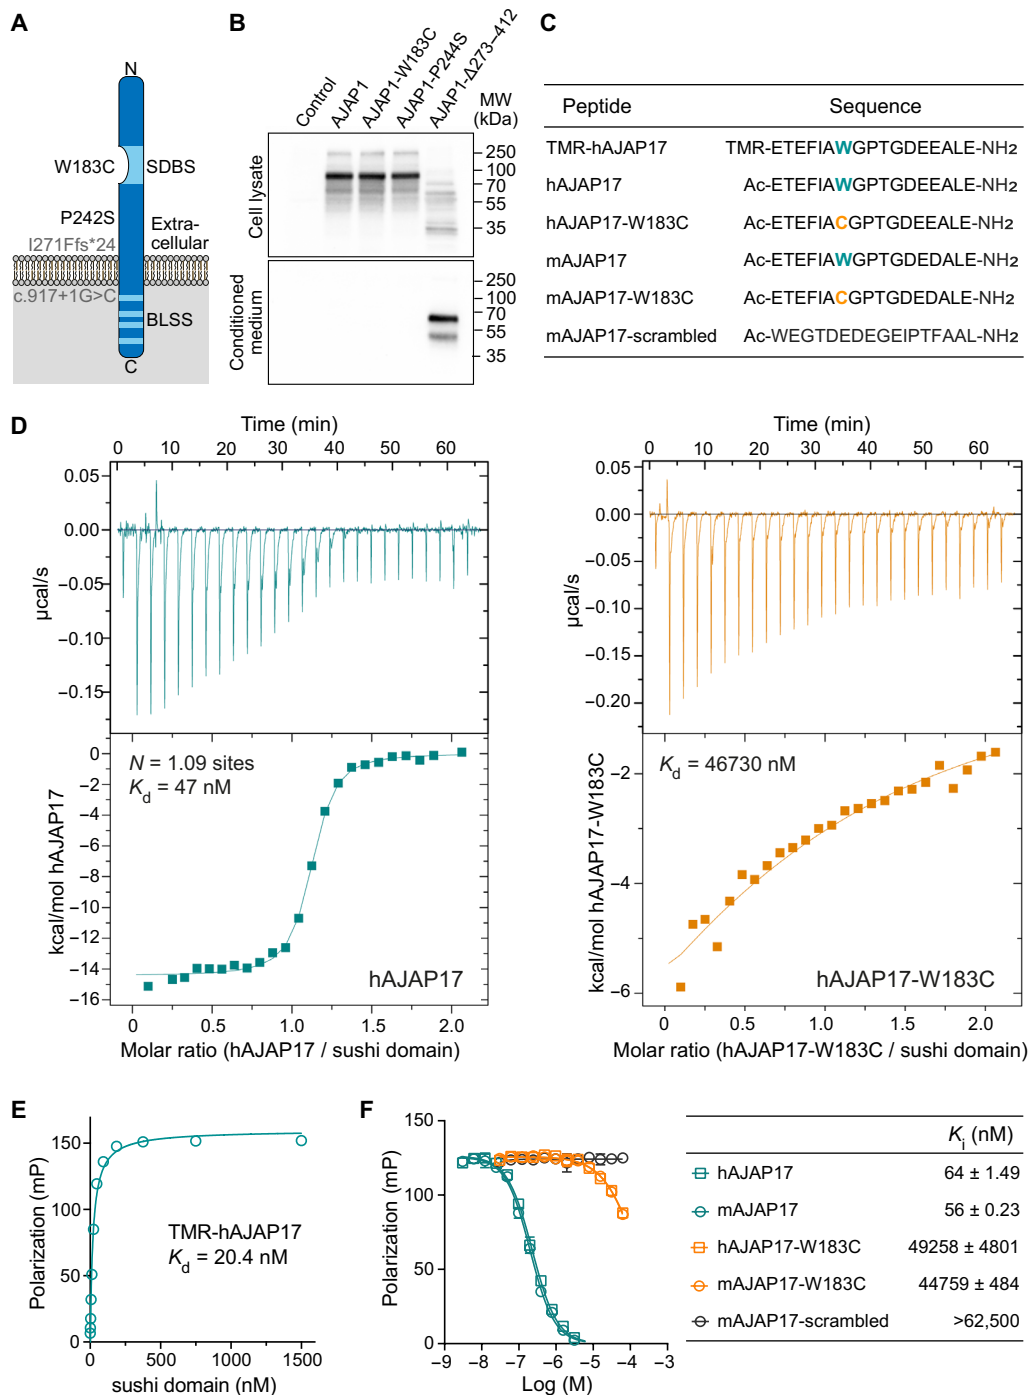 A
N
W183C
SDBS
P242S
Extra-
cellular
I271Ffs*24
c.917+1G>C
BLSS
C
B
Control
AJAP1
AJAP1-W183C
AJAP1-P244S
AJAP1-Δ273–412
MW
(kDa)
Cell lysate
250
100
70
55
35
Conditioned
medium
250
100
70
55
35
C
Peptide Sequence
TMR-hAJAP17 TMR-ETEFIAWGPTGDEEALE-NH2
hAJAP17 Ac-ETEFIAWGPTGDEEALE-NH2
hAJAP17-W183C Ac-ETEFIACGPTGDEEALE-NH2
mAJAP17 Ac-ETEFIAWGPTGDEDALE-NH2
mAJAP17-W183C Ac-ETEFIACGPTGDEDALE-NH2
mAJAP17-scrambled Ac-WEGTDEDEGEIPTFAAL-NH2
D
Time (min)
0 10 20 30 40 50 60
µcal/s
0.05
0.00
−0.05
−0.10
−0.15
kcal/mol hAJAP17
0
−2
−4
−6
−8
−10
−12
−14
−16
N = 1.09 sites
Kd = 47 nM
hAJAP17
0 0.5 1.0 1.5 2.0
Molar ratio (hAJAP17 / sushi domain)
Time (min)
0 10 20 30 40 50 60
µcal/s
0.05
0.00
−0.05
−0.10
−0.15
−0.20
kcal/mol hAJAP17-W183C
−2
−4
−6
Kd = 46730 nM
hAJAP17-W183C
0 0.5 1.0 1.5 2.0
Molar ratio (hAJAP17-W183C / sushi domain)
E
Polarization (mP)
150
100
50
0
TMR-hAJAP17
Kd = 20.4 nM
0 500 1000 1500
sushi domain (nM)
F
Polarization (mP)
150
100
50
0
−9 −8 −7 −6 −5 −4 −3
Log (M)
Ki (nM)
hAJAP17 64 ± 1.49
mAJAP17 56 ± 0.23
hAJAP17-W183C 49258 ± 4801
mAJAP17-W183C 44759 ± 484
mAJAP17-scrambled >62,500